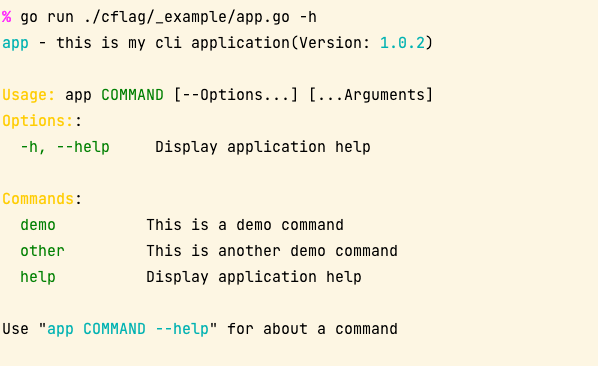 % go run ./cflag/_example/app.go -h
app - this is my cli application(Version: 1.0.2)
Usage: app COMMAND [--Options...] [...Arguments]
Options::
-h, --help     Display application help
Commands:
demo          This is a demo command
other         This is another demo command
help          Display application help
Use "app COMMAND --help" for about a command